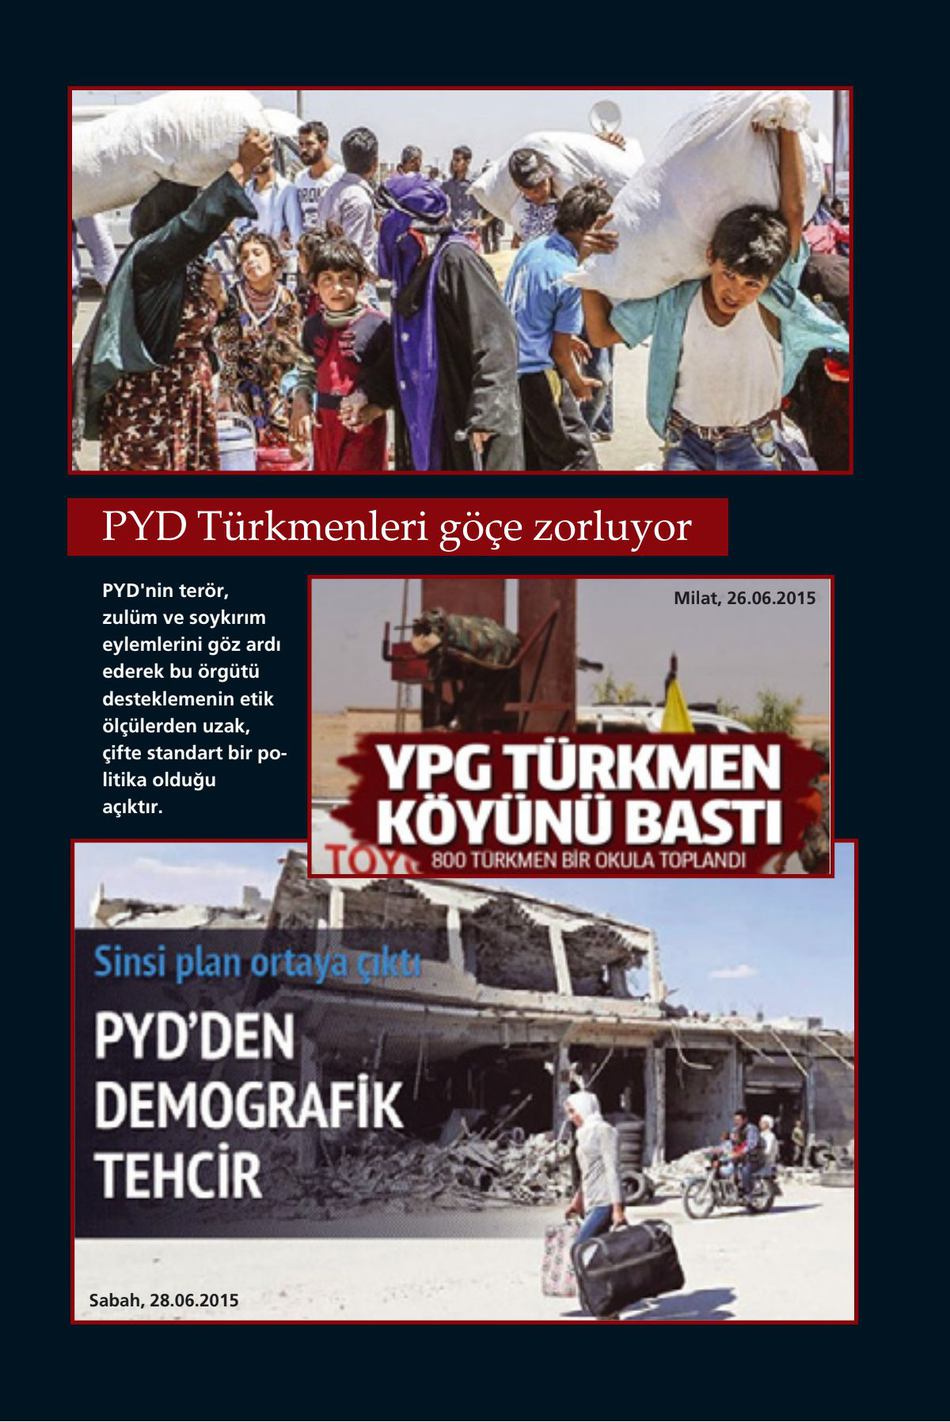 PYD Türkmenleri göçe zorluyor
PYD'nin terör,
zulüm ve soykırım
eylemlerini göz ardı
ederek bu örgütü
desteklemenin etik
ölçülerden uzak,
çifte standart bir po-
litika olduğu
açıktır.
Milat, 26.06.2015
YPG TÜRKMEN
KÖYÜNÜ BASTI
800 TÜRKMEN BİR OKULA TOPLANDI
Sinsi plan ortaya çıktı
PYD'DEN
DEMOGRAFİK
TEHCİR
Sabah, 28.06.2015